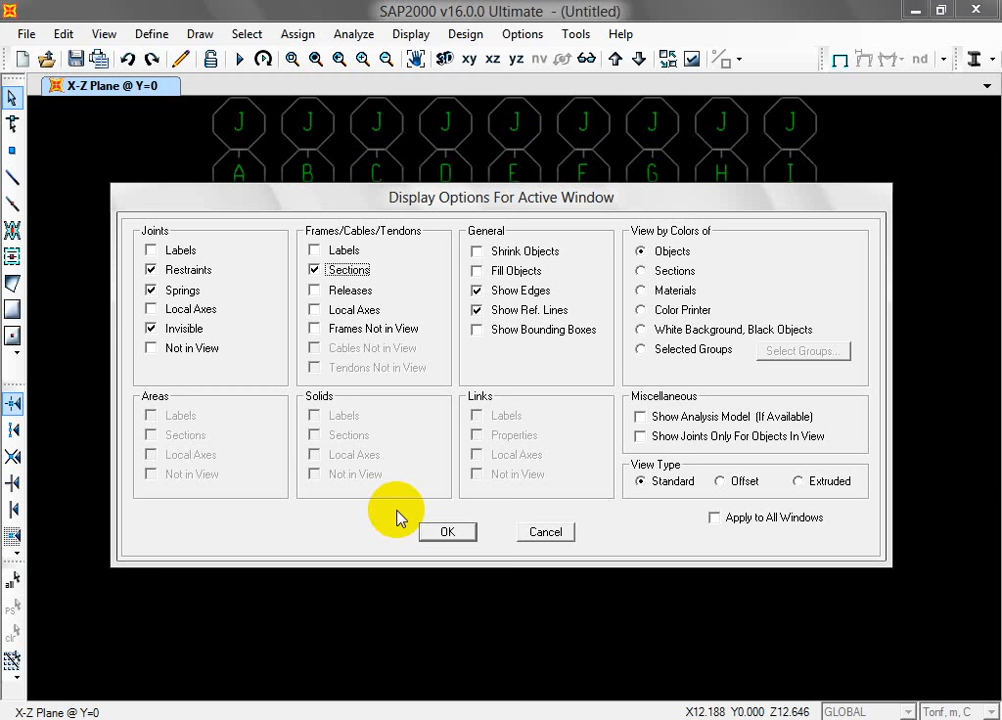 SAP2000 v16.0.0 Ultimate - (Untitled)
File Edit View Define Draw Select Assign Analyze Display Design Options Tools Help
3D xy xz yz nv nd
X-Z Plane @ Y=0
J J J J J J J J J
A B C D E F G H I
Display Options For Active Window
Joints
Labels
Restraints
Springs
Local Axes
Invisible
Not in View
Frames/Cables/Tendons
Labels
Sections
Releases
Local Axes
Frames Not in View
Cables Not in View
Tendons Not in View
General
Shrink Objects
Fill Objects
Show Edges
Show Ref. Lines
Show Bounding Boxes
View by Colors of
Objects
Sections
Materials
Color Printer
White Background, Black Objects
Selected Groups
Select Groups...
Areas
Labels
Sections
Local Axes
Not in View
Solids
Labels
Sections
Local Axes
Not in View
Links
Labels
Properties
Local Axes
Not in View
Miscellaneous
Show Analysis Model (If Available)
Show Joints Only For Objects In View
View Type
Standard Offset Extruded
Apply to All Windows
OK Cancel
all
PS
clr
X-Z Plane @ Y=0
X12.188 Y0.000 Z12.646
GLOBAL
Tonf, m, C